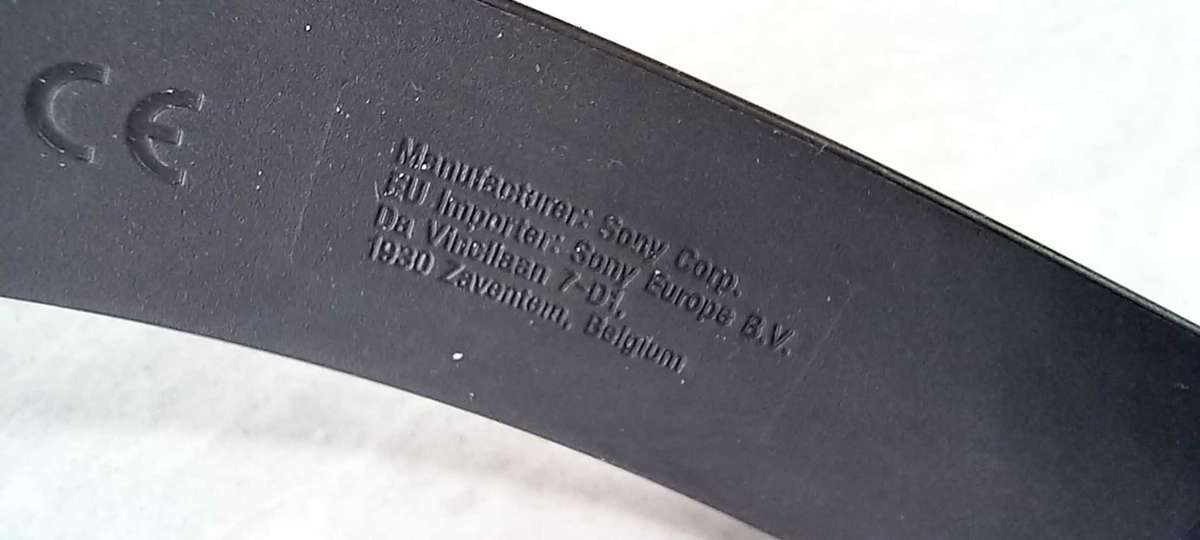 CE
Manufacturer: Sony Corp.
EU Importer: Sony Europe B.V.
Da Vincilaan 7-D1,
1930 Zaventem, Belgium